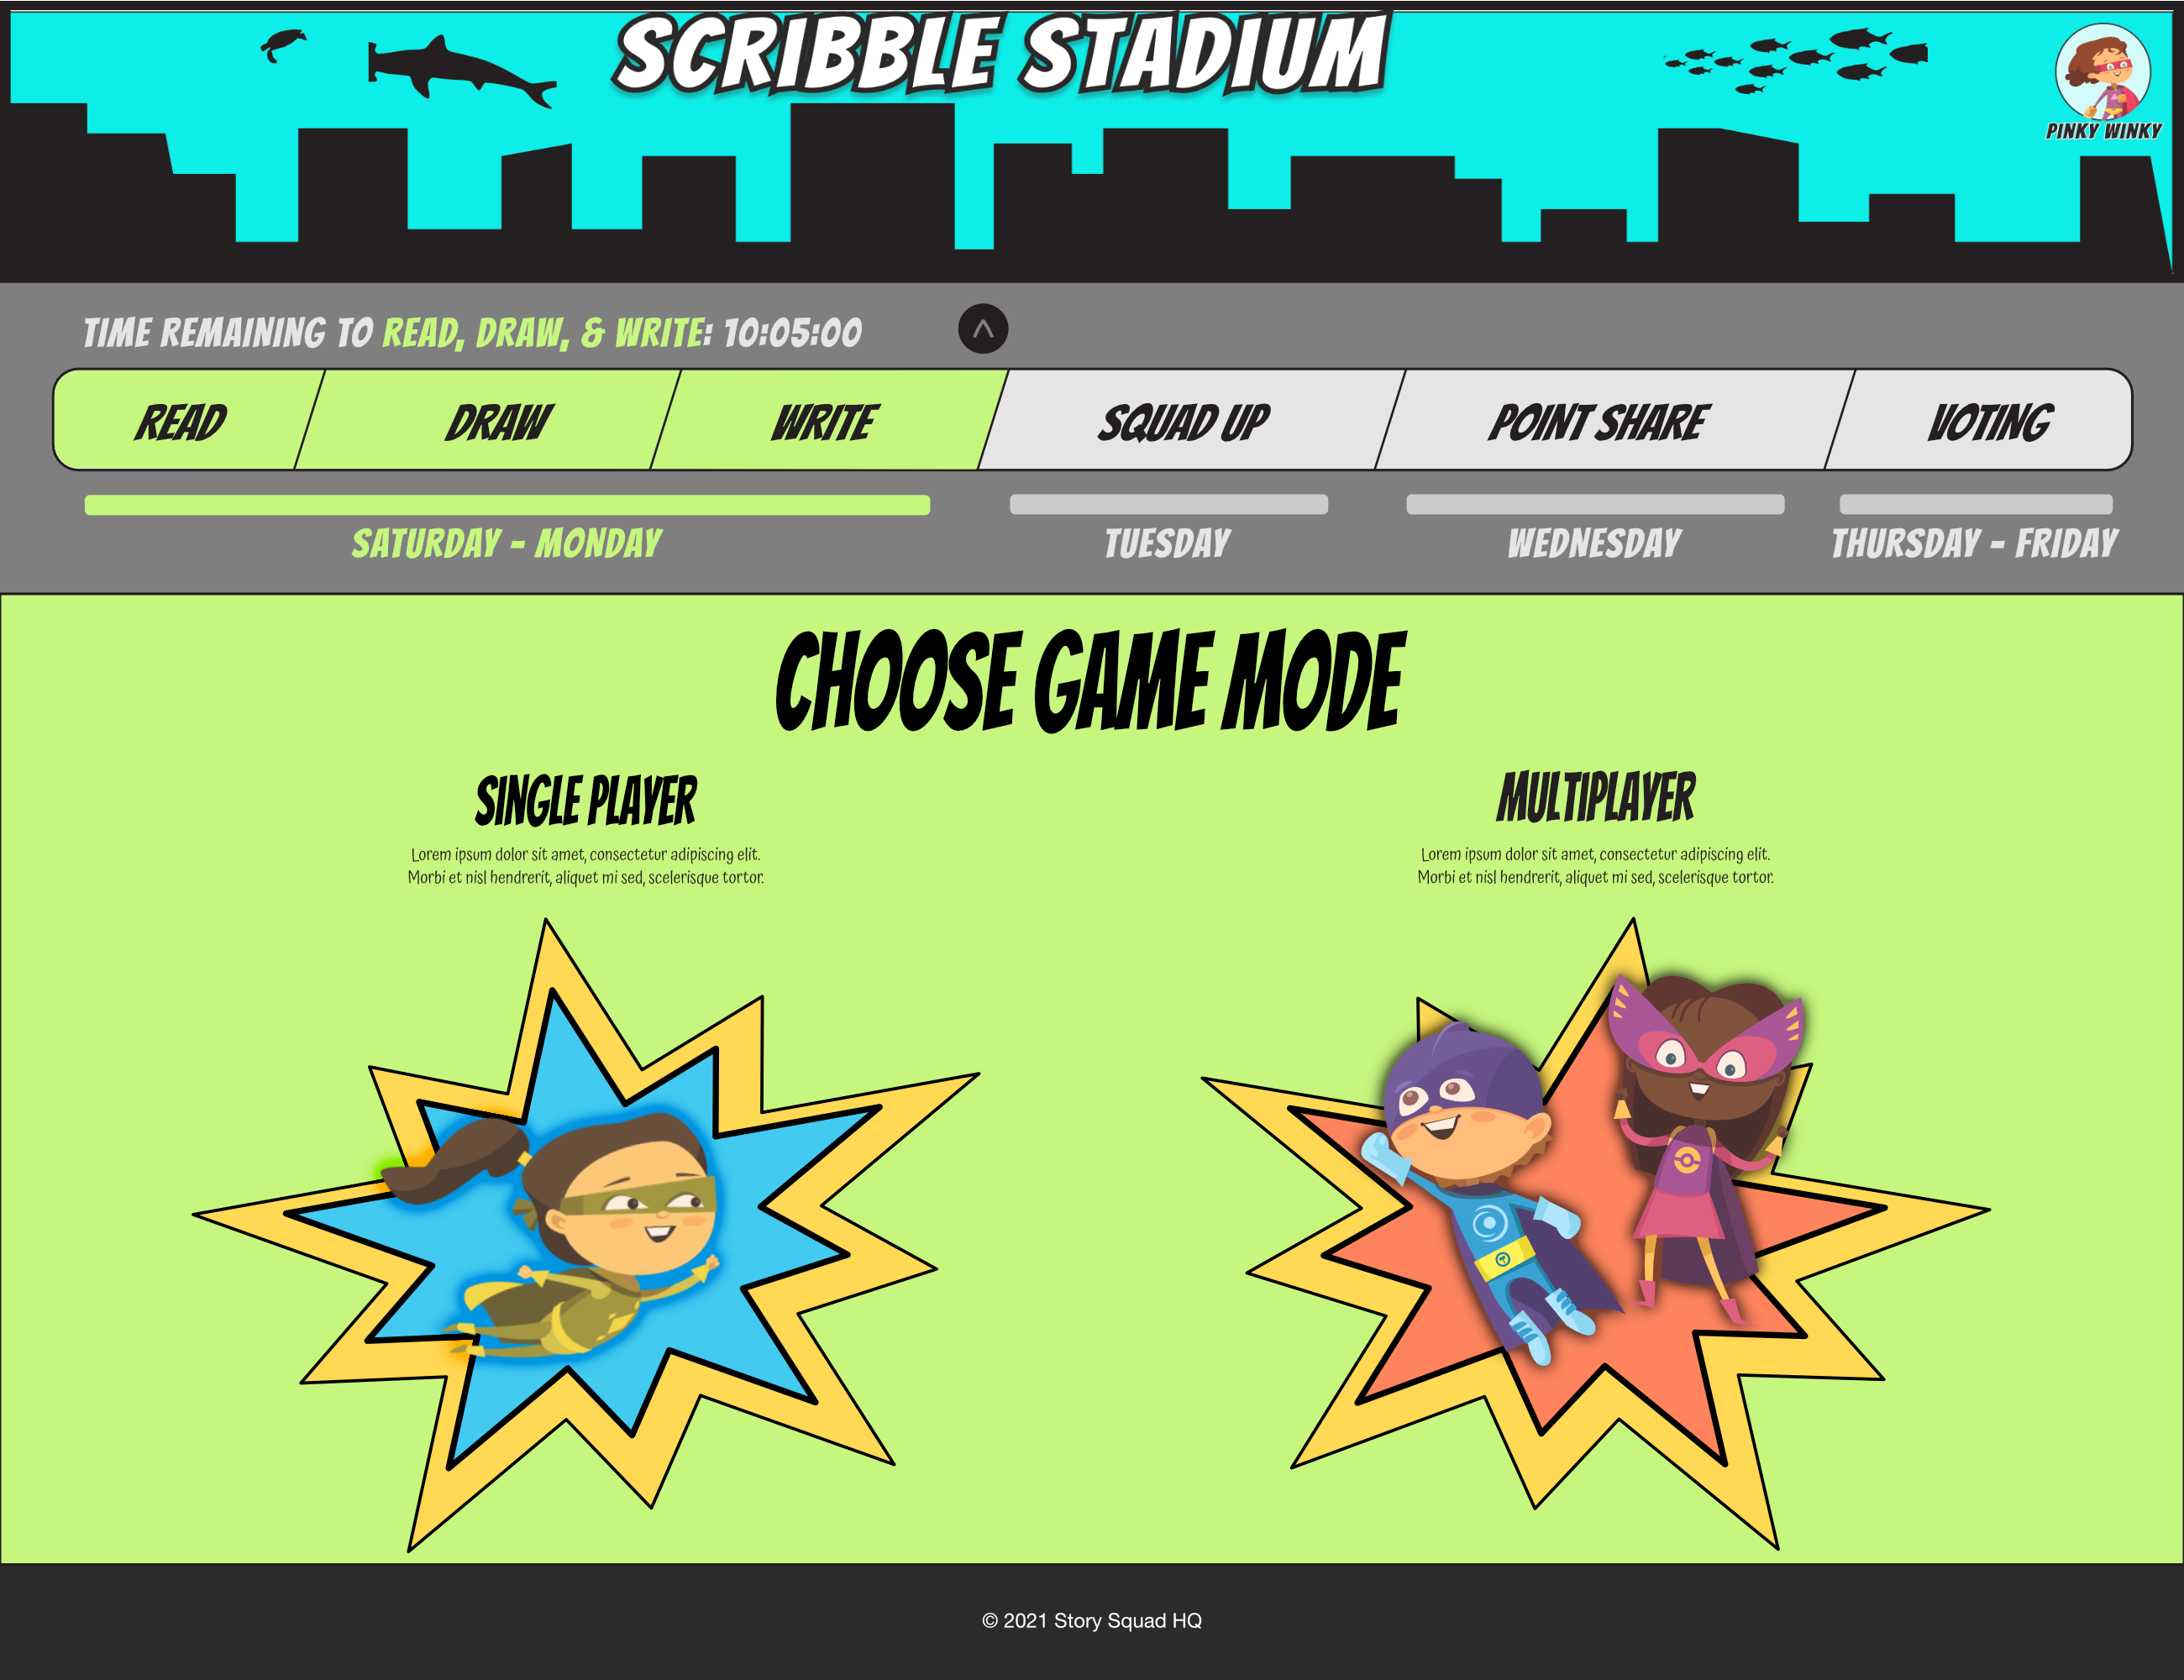 SCRIBBLE STADIUM
PINKY WINKY
TIME REMAINING TO READ, DRAW, & WRITE: 10:05:00
READ
DRAW
WRITE
SQUAD UP
POINT SHARE
VOTING
SATURDAY - MONDAY
TUESDAY
WEDNESDAY
THURSDAY - FRIDAY
CHOOSE GAME MODE
SINGLE PLAYER
Lorem ipsum dolor sit amet, consectetur adipiscing elit.
Morbi et nisl hendrerit, aliquet mi sed, scelerisque tortor.
MULTIPLAYER
Lorem ipsum dolor sit amet, consectetur adipiscing elit.
Morbi et nisl hendrerit, aliquet mi sed, scelerisque tortor.
© 2021 Story Squad HQ